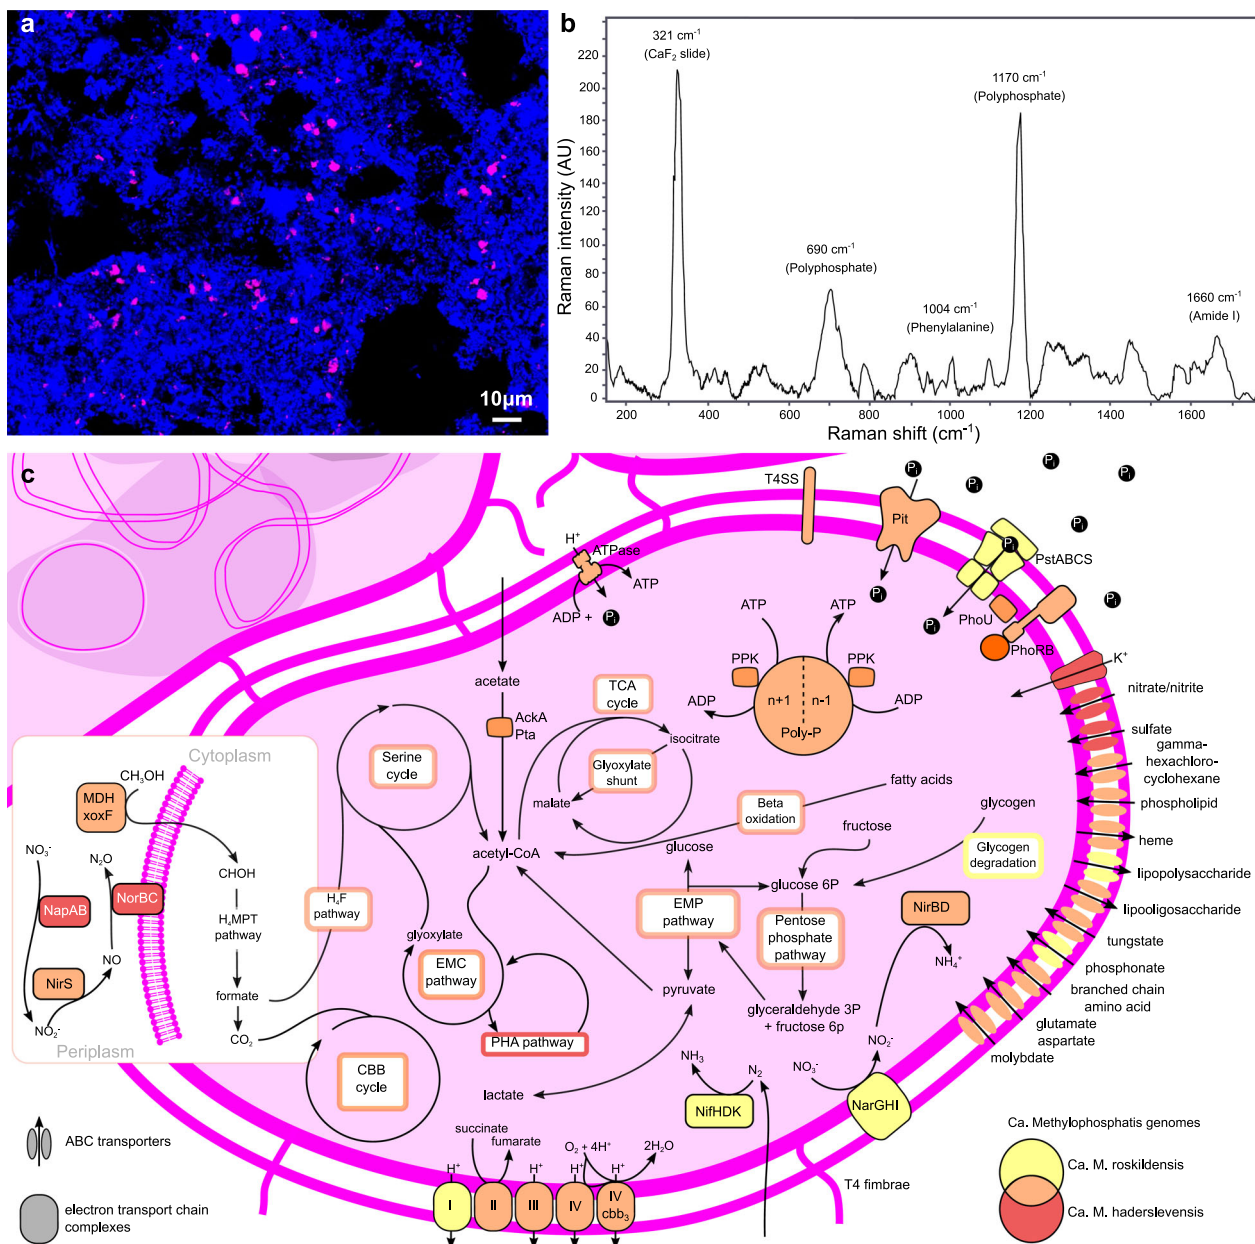 a
10μm
b
321 cm⁻¹
(CaF₂ slide)
1170 cm⁻¹
(Polyphosphate)
690 cm⁻¹
(Polyphosphate)
1004 cm⁻¹
(Phenylalanine)
1660 cm⁻¹
(Amide I)
Raman intensity (AU)
220
200
180
160
140
120
100
80
60
40
20
0
200
400
600
800
1000
1200
1400
1600
Raman shift (cm⁻¹)
c
T4SS
Pi
Pi
Pi
Pi
Pit
Pi
PstABCS
Pi
Pi
Pi
PhoU
PhoRB
H⁺
ATPase
ATP
ADP +
Pi
K⁺
nitrate/nitrite
sulfate
gamma-
hexachloro-
cyclohexane
phospholipid
heme
lipopolysaccharide
lipooligosaccharide
tungstate
phosphonate
branched chain
amino acid
glutamate
aspartate
molybdate
ATP
ATP
PPK
PPK
n+1
n-1
ADP
ADP
Poly-P
acetate
AckA
Pta
TCA
cycle
isocitrate
Glyoxylate
shunt
malate
Serine
cycle
acetyl-CoA
Beta
oxidation
fatty acids
glycogen
Glycogen
degradation
fructose
glucose
glucose 6P
EMP
pathway
Pentose
phosphate
pathway
pyruvate
glyceraldehyde 3P
+ fructose 6p
NirBD
NH₄⁺
NO₂⁻
NO₃⁻
NarGHI
Cytoplasm
CH₃OH
MDH
xoxF
NO₃⁻
N₂O
CHOH
NapAB
NorBC
H₄MPT
pathway
NirS
NO
NO₂⁻
formate
CO₂
Periplasm
H₄F
pathway
glyoxylate
EMC
pathway
PHA pathway
CBB
cycle
lactate
NH₃
N₂
NifHDK
succinate
fumarate
O₂ + 4H⁺
2H₂O
H⁺
H⁺
H⁺
H⁺
I
II
III
IV
IV
cbb₃
T4 fimbrae
ABC transporters
electron transport chain
complexes
Ca. Methylophosphatis genomes
Ca. M. roskildensis
Ca. M. haderslevensis